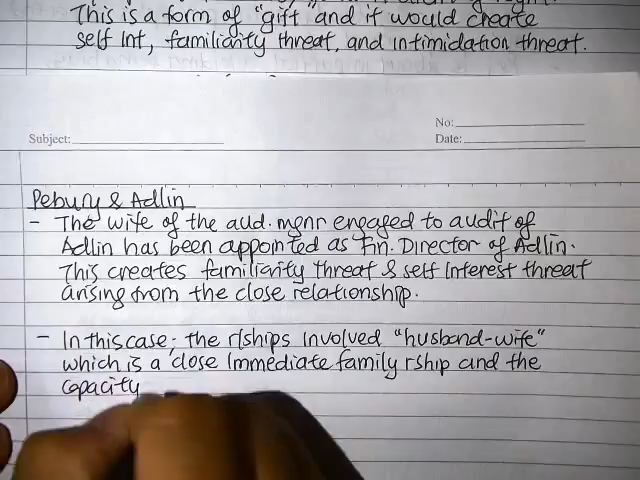 This is a form of "gift" and it would create
self Int, familiarity threat, and intimidation threat.
No:
Subject:
Date:
Pebury & Adlin
- The wife of the aud. mgnr engaged to audit of
Adlin has been appointed as Fin. Director of Adlin.
This creates familiarity threat & self Interest threat
arising from the close relationship.
- In this case; the r/ships involved "husband-wife"
which is a close Immediate family rship and the
capacity